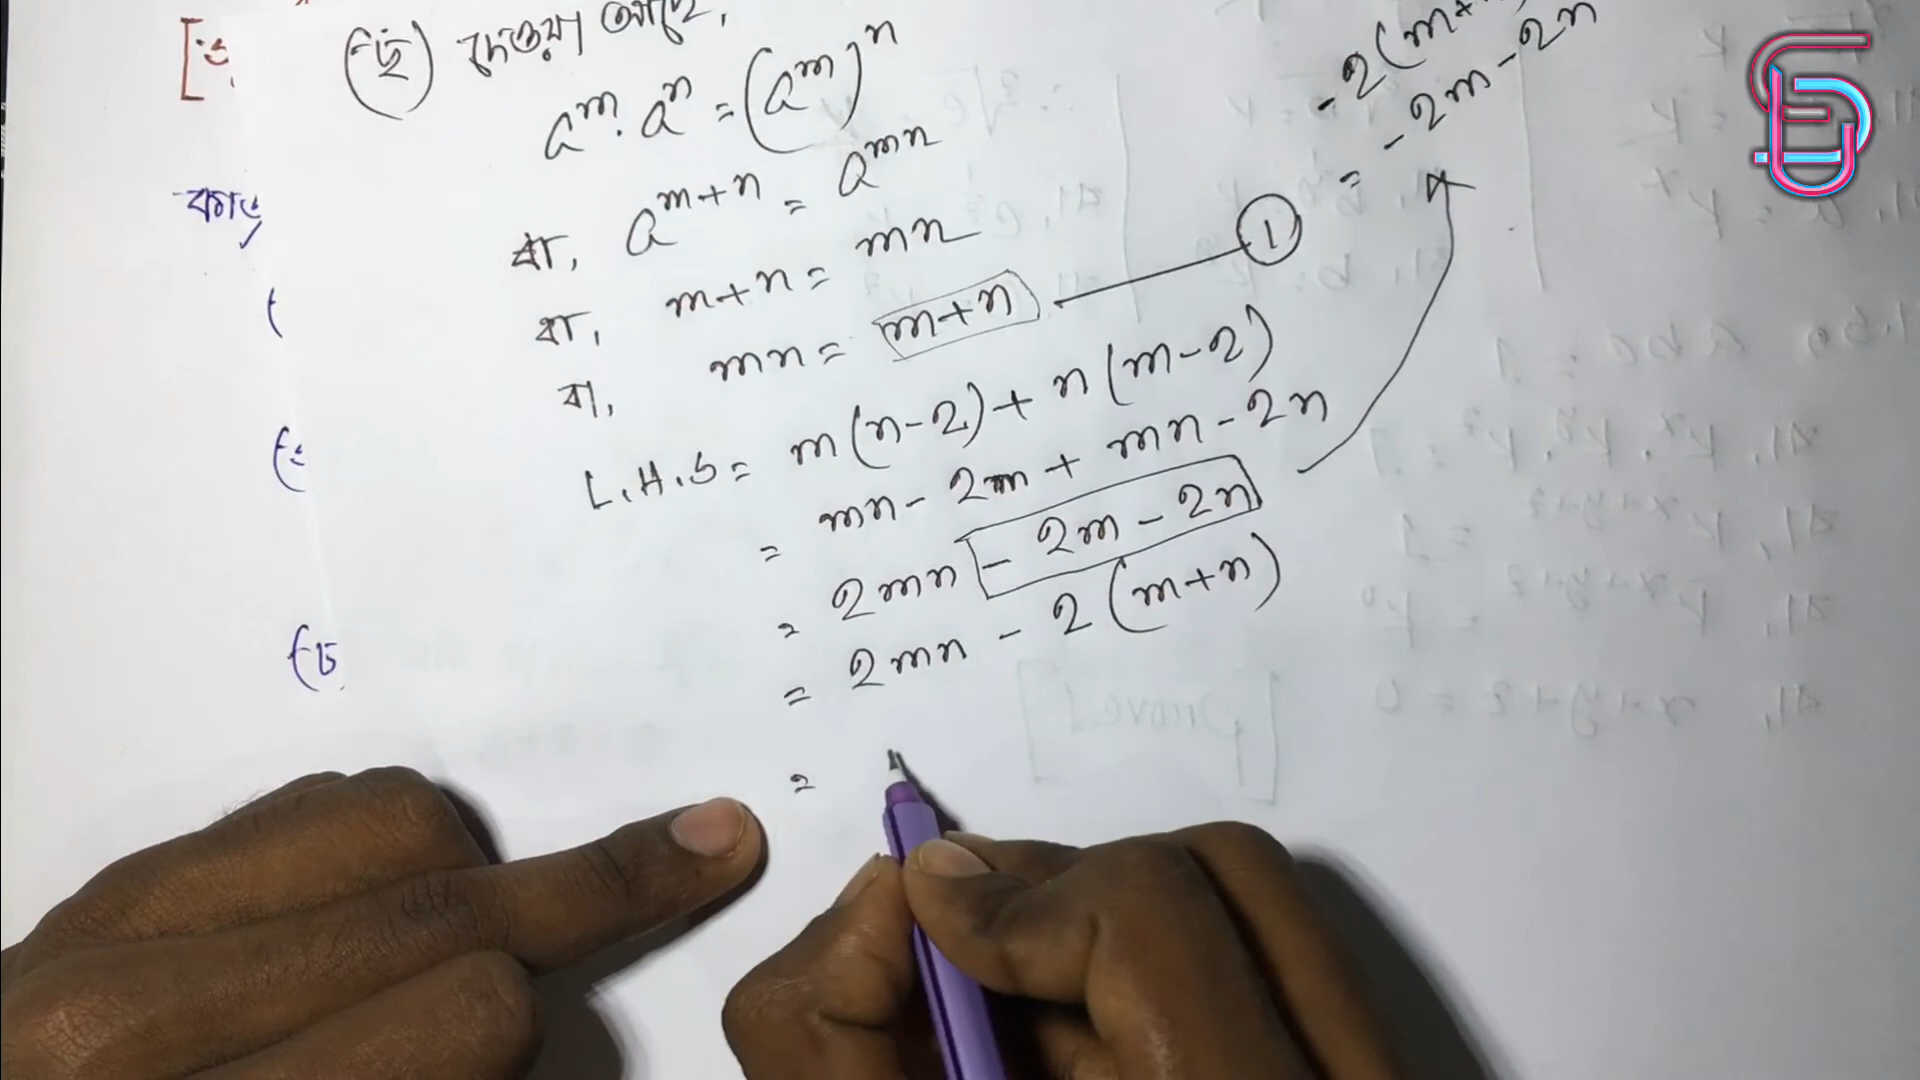 (ছ) দেওয়া আছে,
a^m · a^n = (a^m)^n
বা, a^{m+n} = a^{mn}
বা, m+n = mn
বা, mn = m+n ——— ①
L.H.S = m(n-2) + n(m-2)
= mn - 2m + mn - 2n
= 2mn - 2m - 2n
= 2mn - 2(m+n)
=
- 2(m+
= - 2m - 2n